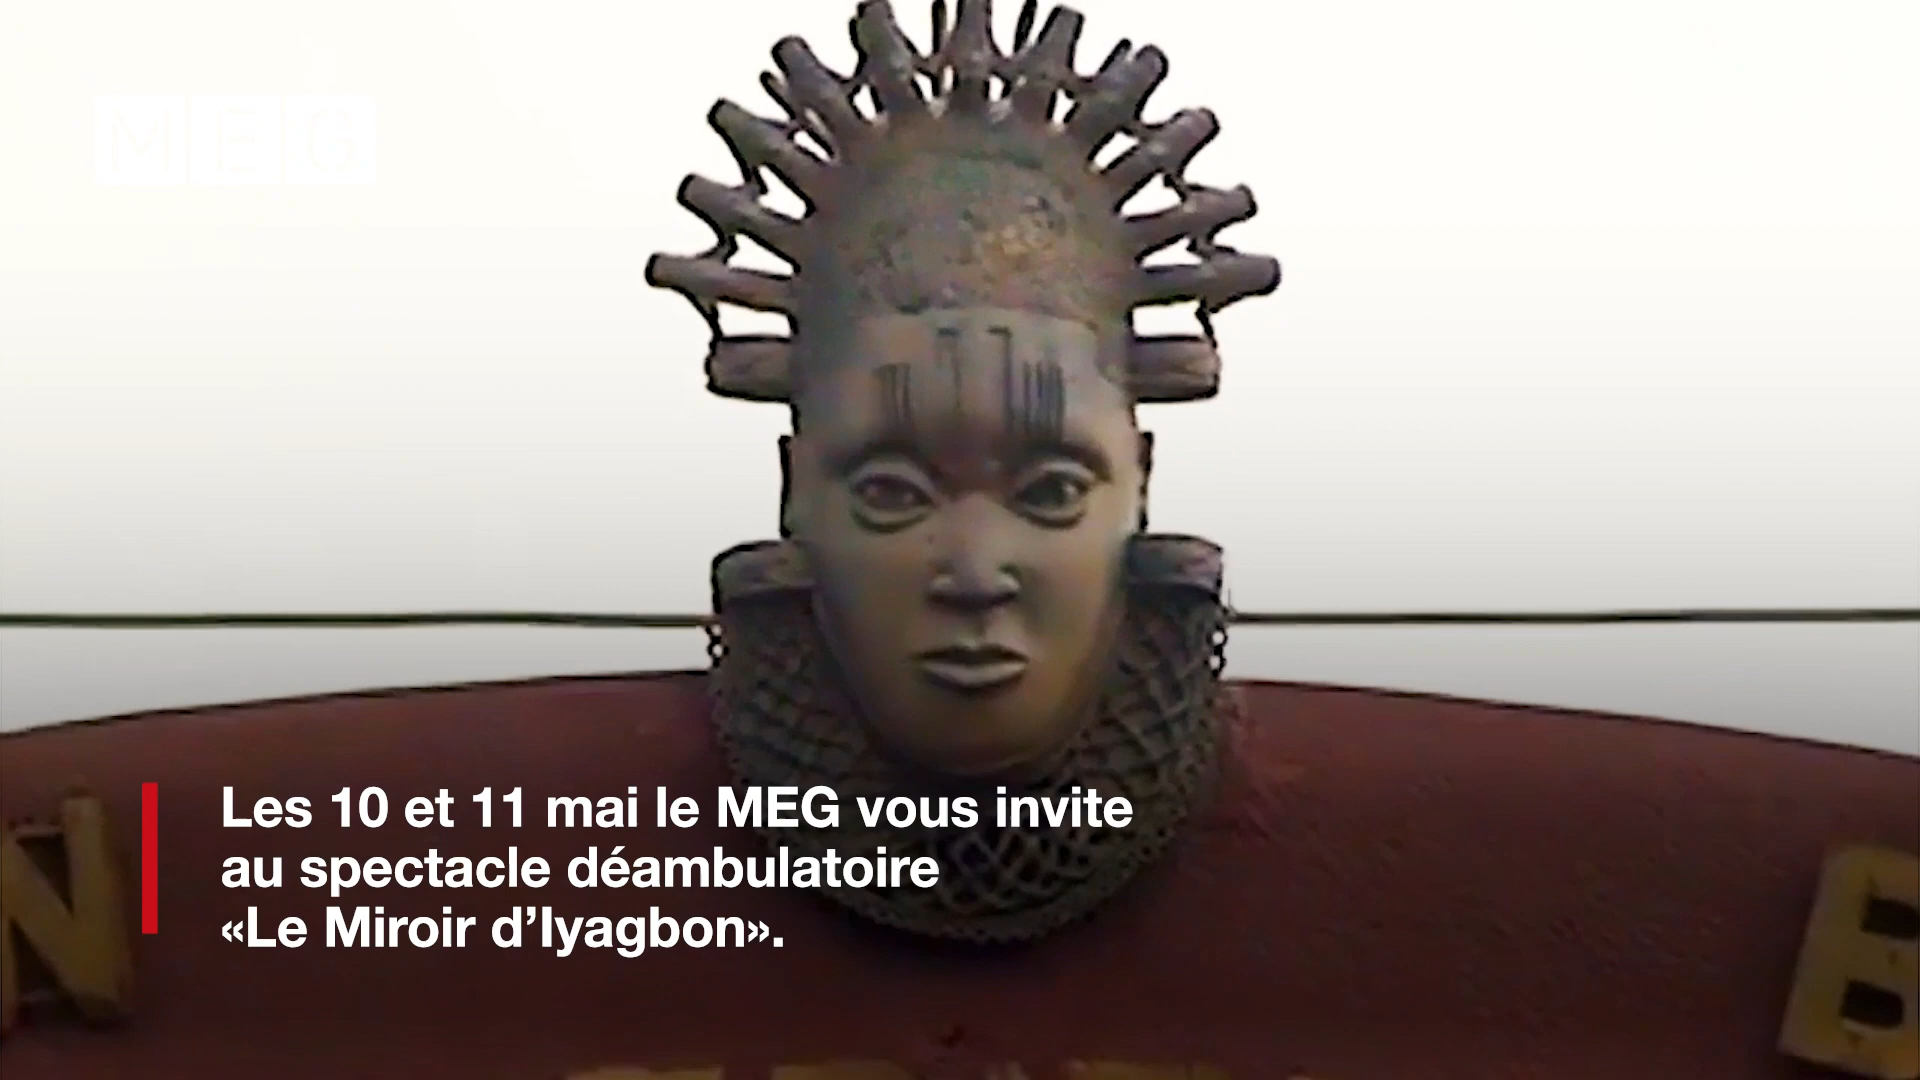 MEG
Les 10 et 11 mai le MEG vous invite
au spectacle déambulatoire
«Le Miroir d’Iyagbon».
N
B